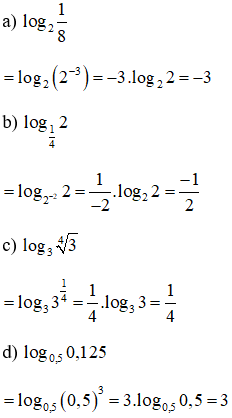 a) log₂ 1/8
= log₂(2⁻³) = −3.log₂ 2 = −3
b) log_{1/4} 2
= log_{2⁻²} 2 = 1/−2 .log₂ 2 = −1/2
c) log₃ ∜3
= log₃ 3^{1/4} = 1/4 .log₃ 3 = 1/4
d) log_{0,5} 0,125
= log_{0,5} (0,5)³ = 3.log_{0,5} 0,5 = 3